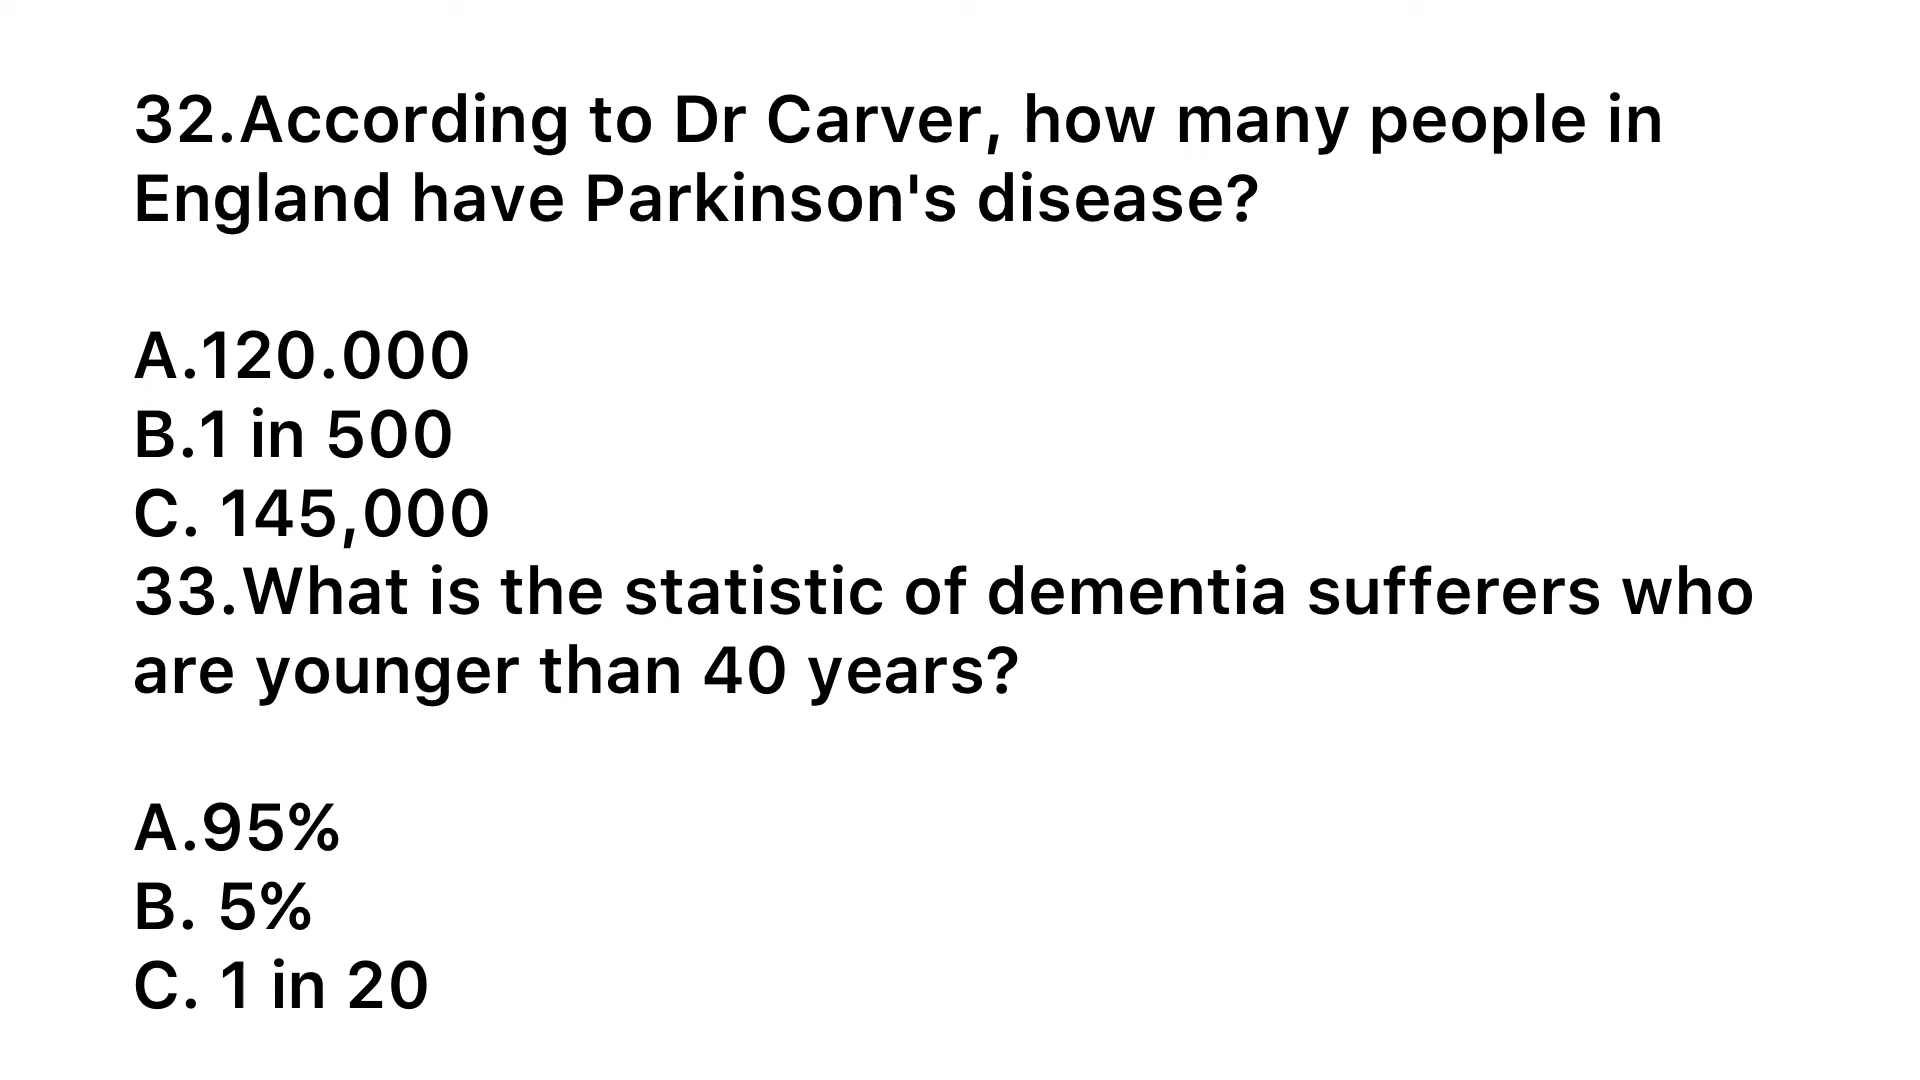 32.According to Dr Carver, how many people in
England have Parkinson's disease?
A.120.000
B.1 in 500
C. 145,000
33.What is the statistic of dementia sufferers who
are younger than 40 years?
A.95%
B. 5%
C. 1 in 20